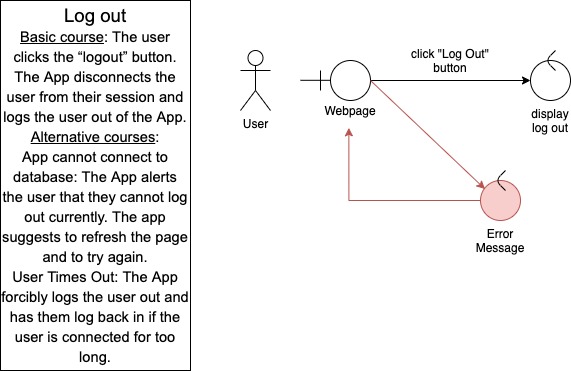 Log out
Basic course: The user
clicks the “logout” button.
The App disconnects the
user from their session and
logs the user out of the App.
Alternative courses:
App cannot connect to
database: The App alerts
the user that they cannot log
out currently. The app
suggests to refresh the page
and to try again.
User Times Out: The App
forcibly logs the user out and
has them log back in if the
user is connected for too
long.
User
Webpage
click "Log Out"
button
display
log out
Error
Message